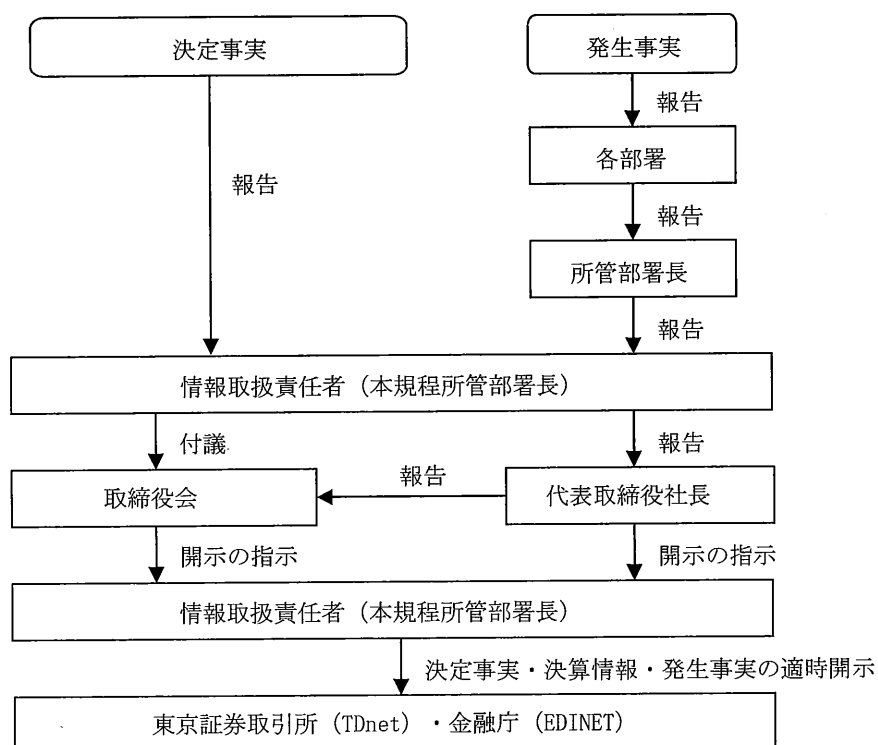 決定事実
発生事実
報告
各部署
報告
報告
所管部署長
報告
情報取扱責任者（本規程所管部署長）
付議
報告
取締役会
報告
代表取締役社長
開示の指示
開示の指示
情報取扱責任者（本規程所管部署長）
決定事実・決算情報・発生事実の適時開示
東京証券取引所（TDnet）・金融庁（EDINET）